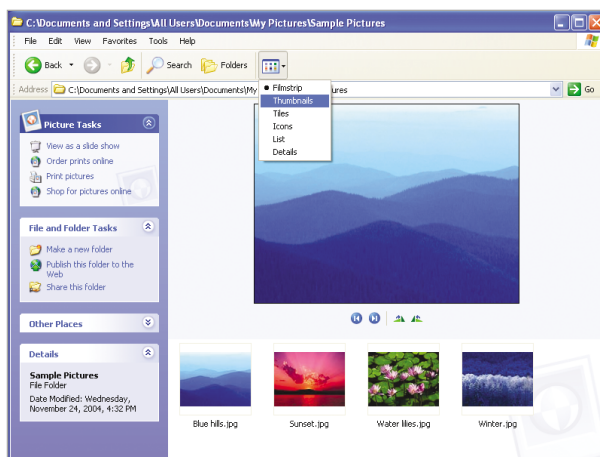 C:\Documents and Settings\All Users\Documents\My Pictures\Sample Pictures
File Edit View Favorites Tools Help
Back Search Folders
Address C:\Documents and Settings\All Users\Documents\My ures Go
Filmstrip
Thumbnails
Tiles
Icons
List
Details
Picture Tasks
View as a slide show
Order prints online
Print pictures
Shop for pictures online
File and Folder Tasks
Make a new folder
Publish this folder to the
Web
Share this folder
Other Places
Details
Sample Pictures
File Folder
Date Modified: Wednesday,
November 24, 2004, 4:32 PM
Blue hills.jpg Sunset.jpg Water lilies.jpg Winter.jpg